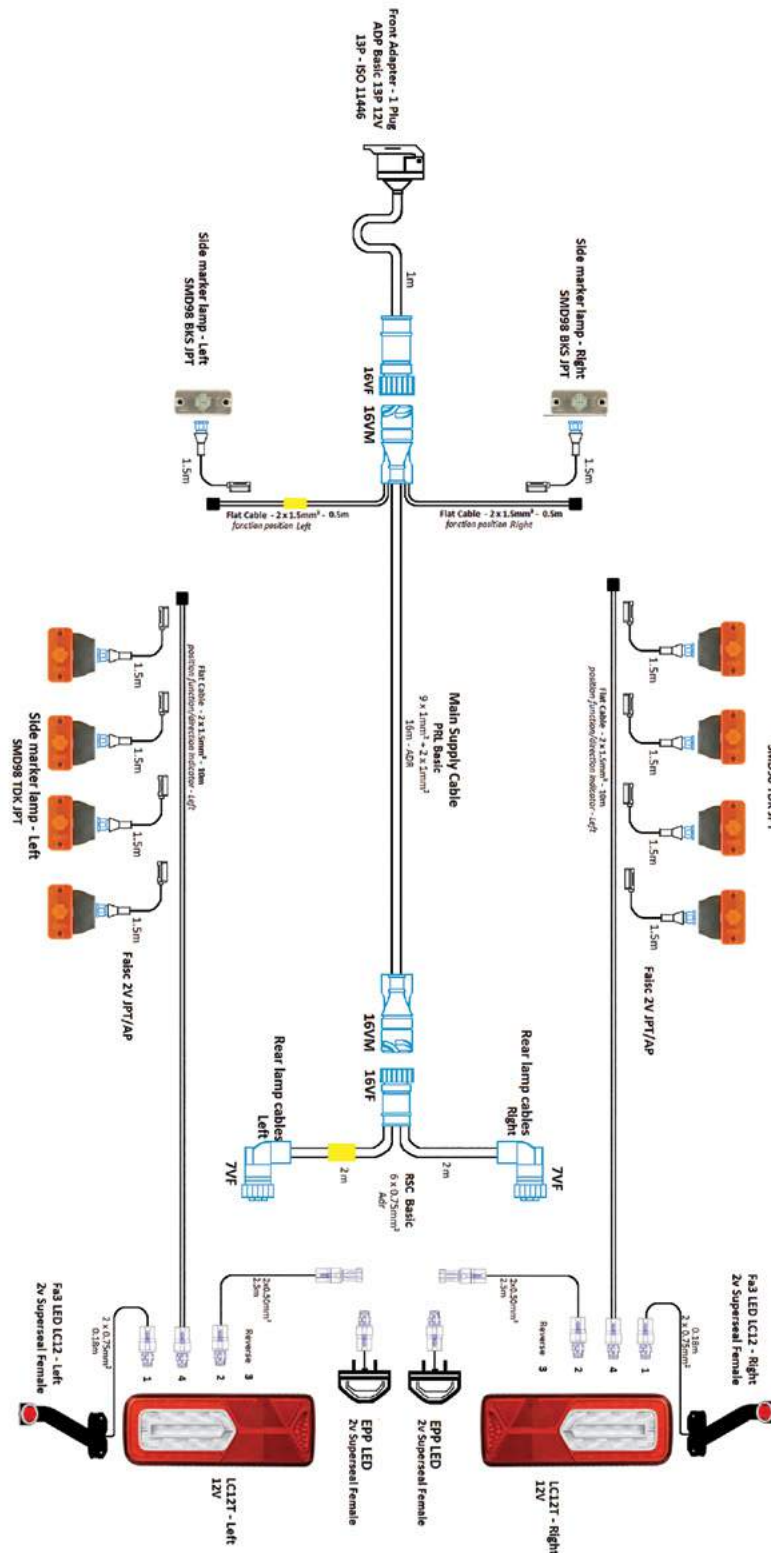 Front Adapter - 1 Plug
ADP Basic 13P 12V
13P - ISO 11446
1m
16VF
16VM
Side marker lamp - Left
SMD98 BKS JPT
1.5m
Side marker lamp - Right
SMD98 BKS JPT
1.5m
Flat Cable - 2 x 1.5mm² - 0.5m
fonction position Left
Flat Cable - 2 x 1.5mm² - 0.5m
fonction position Right
Main Supply Cable
PRL Basic
9 x 1mm² + 2 x 1mm²
16m - ADR
Flat Cable - 2 x 1.5mm² - 10m
position function/direction indicator - Left
1.5m
1.5m
1.5m
1.5m
Side marker lamp - Left
SMD98 TDK JPT
Faisc 2V JPT/AP
SMD98 TDK JPT
Flat Cable - 2 x 1.5mm² - 10m
position function/direction indicator - Left
1.5m
1.5m
1.5m
1.5m
Faisc 2V JPT/AP
16VM
16VF
Rear lamp cables
Left
7VF
2m
Rear lamp cables
Right
7VF
2m
RSC Basic
6 x 0.75mm²
Adr
Fa3 LED LC12 - Left
2v Superseal Female
2 x 0.75mm²
0.18m
1
4
2
Reverse 3
2x0.50mm²
2.5m
EPP LED
2v Superseal Female
LC12T - Left
12V
Fa3 LED LC12 - Right
2v Superseal Female
0.18m
2 x 0.75mm²
1
4
2
Reverse 3
2x0.50mm²
2.5m
EPP LED
2v Superseal Female
LC12T - Right
12V